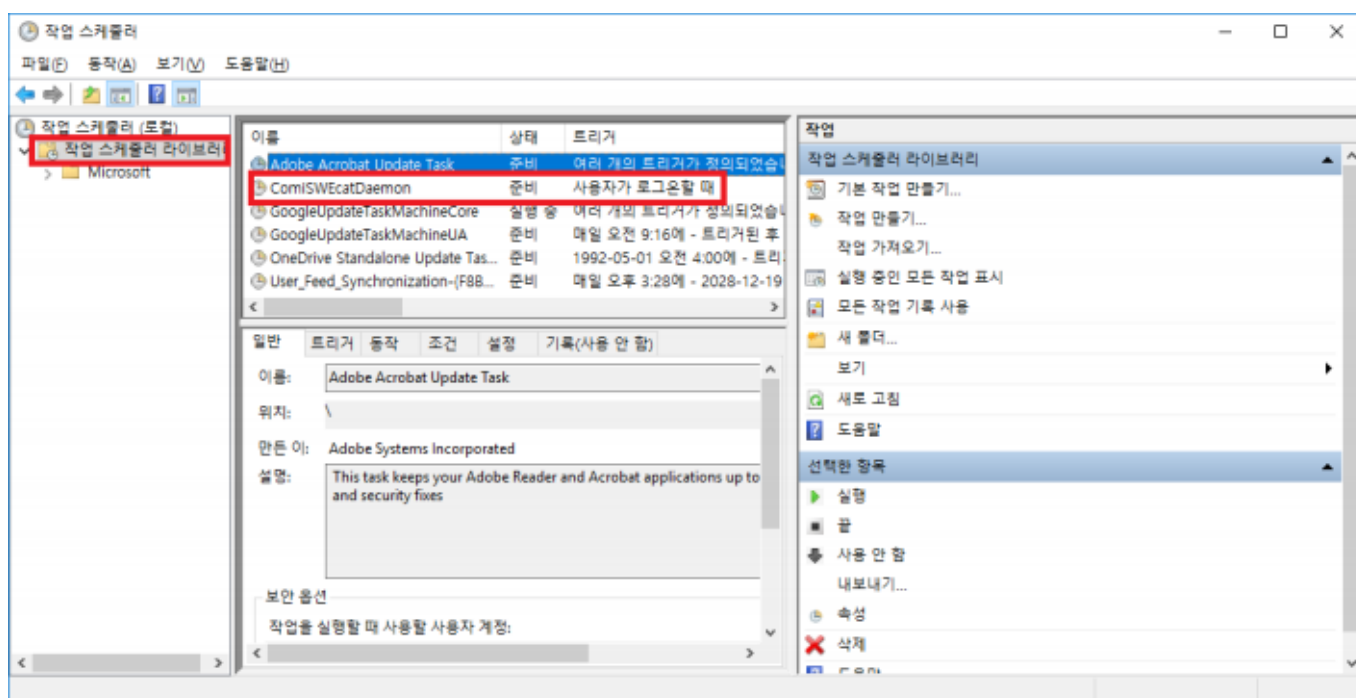 작업 스케줄러
파일(F) 동작(A) 보기(V) 도움말(H)
작업 스케줄러 (로컬)
작업 스케줄러 라이브러리
Microsoft
이름 상태 트리거
Adobe Acrobat Update Task 준비 여러 개의 트리거가 정의되었습니
ComiSWEcatDaemon 준비 사용자가 로그온할 때
GoogleUpdateTaskMachineCore 실행 중 여러 개의 트리거가 정의되었습니
GoogleUpdateTaskMachineUA 준비 매일 오전 9:16에 - 트리거된 후
OneDrive Standalone Update Tas... 준비 1992-05-01 오전 4:00에 - 트리
User_Feed_Synchronization-{F8B... 준비 매일 오후 3:28에 - 2028-12-19
일반 트리거 동작 조건 설정 기록(사용 안 함)
이름: Adobe Acrobat Update Task
위치: \
만든 이: Adobe Systems Incorporated
설명: This task keeps your Adobe Reader and Acrobat applications up to
and security fixes
보안 옵션
작업을 실행할 때 사용할 사용자 계정:
작업
작업 스케줄러 라이브러리
기본 작업 만들기...
작업 만들기...
작업 가져오기...
실행 중인 모든 작업 표시
모든 작업 기록 사용
새 폴더...
보기
새로 고침
도움말
선택한 항목
실행
끝
사용 안 함
내보내기...
속성
삭제
도움말